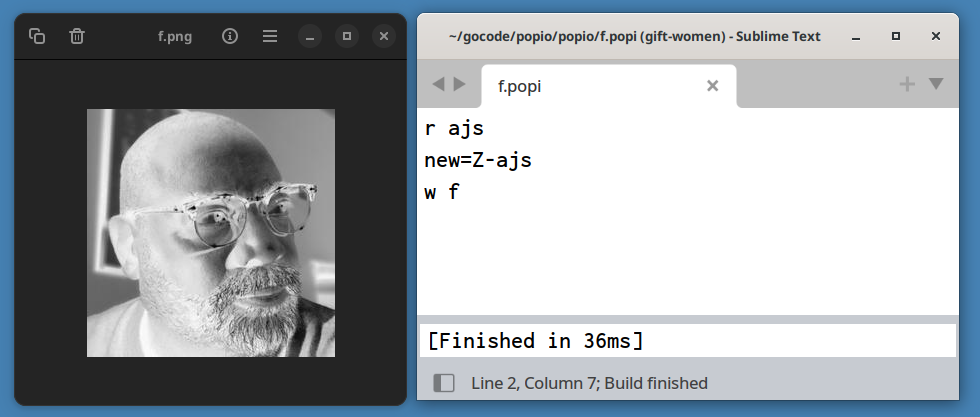 f.png
~/gocode/popio/popio/f.popi (gift-women) - Sublime Text
f.popi
r ajs
new=Z-ajs
w f
[Finished in 36ms]
Line 2, Column 7; Build finished